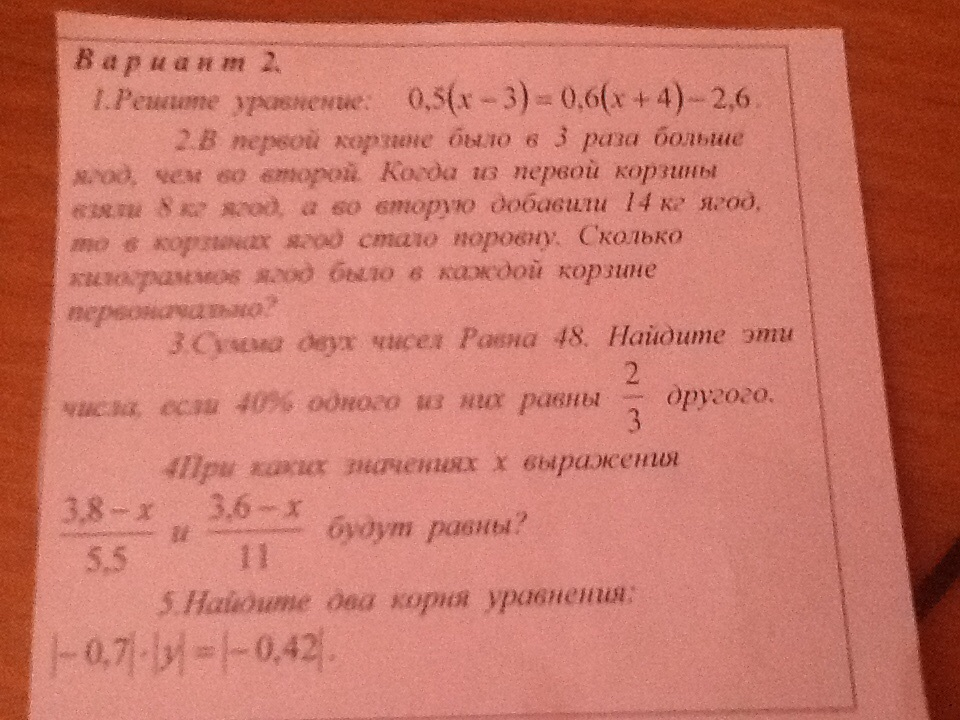 Вариант 2.
1.Решите уравнение: 0,5(x – 3) = 0,6(x + 4) – 2,6.
2.В первой корзине было в 3 раза больше
ягод, чем во второй. Когда из первой корзины
взяли 8 кг ягод, а во вторую добавили 14 кг ягод,
то в корзинах ягод стало поровну. Сколько
килограммов ягод было в каждой корзине
первоначально?
3.Сумма двух чисел Равна 48. Найдите эти
числа, если 40% одного из них равны 2/3 другого.
4При каких значениях x выражения
(3,8 – x)/5,5 и (3,6 – x)/11 будут равны?
5.Найдите два корня уравнения:
|– 0,7| · |y| = |– 0,42|.